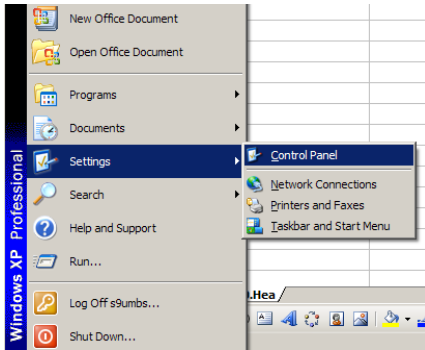 New Office Document
Open Office Document
Programs
Documents
Settings
Search
Help and Support
Run...
Log Off s9umbs...
Shut Down...
Control Panel
Network Connections
Printers and Faxes
Taskbar and Start Menu
Windows XP Professional
.Hea